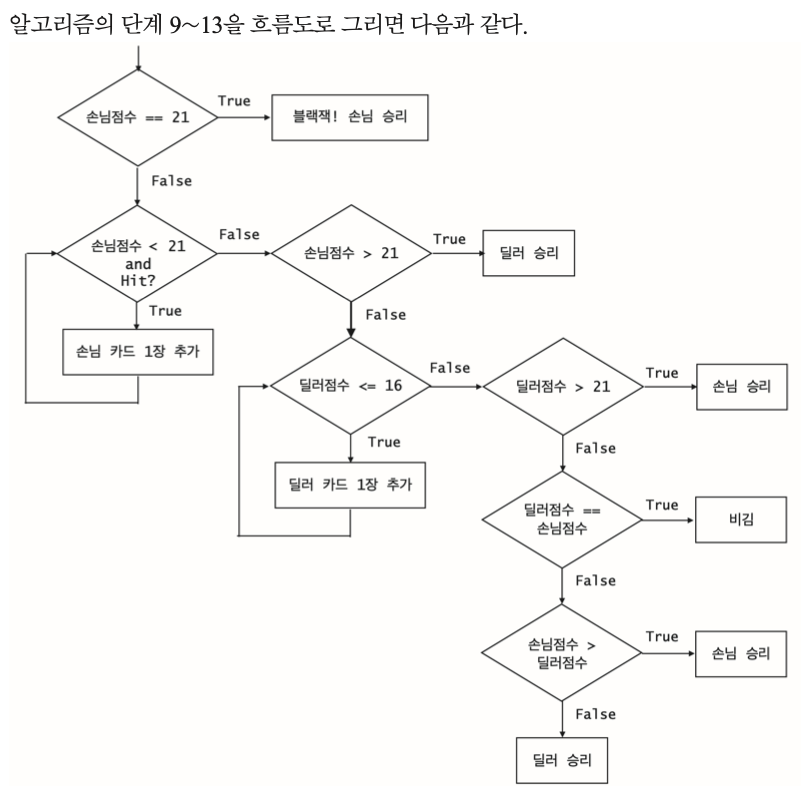 알고리즘의 단계 9~13을 흐름도로 그리면 다음과 같다.
손님점수 == 21
True
블랙잭! 손님 승리
False
손님점수 < 21
and
Hit?
False
손님점수 > 21
True
딜러 승리
True
손님 카드 1장 추가
False
딜러점수 <= 16
False
딜러점수 > 21
True
손님 승리
True
딜러 카드 1장 추가
False
딜러점수 ==
손님점수
True
비김
False
손님점수 >
딜러점수
True
손님 승리
False
딜러 승리